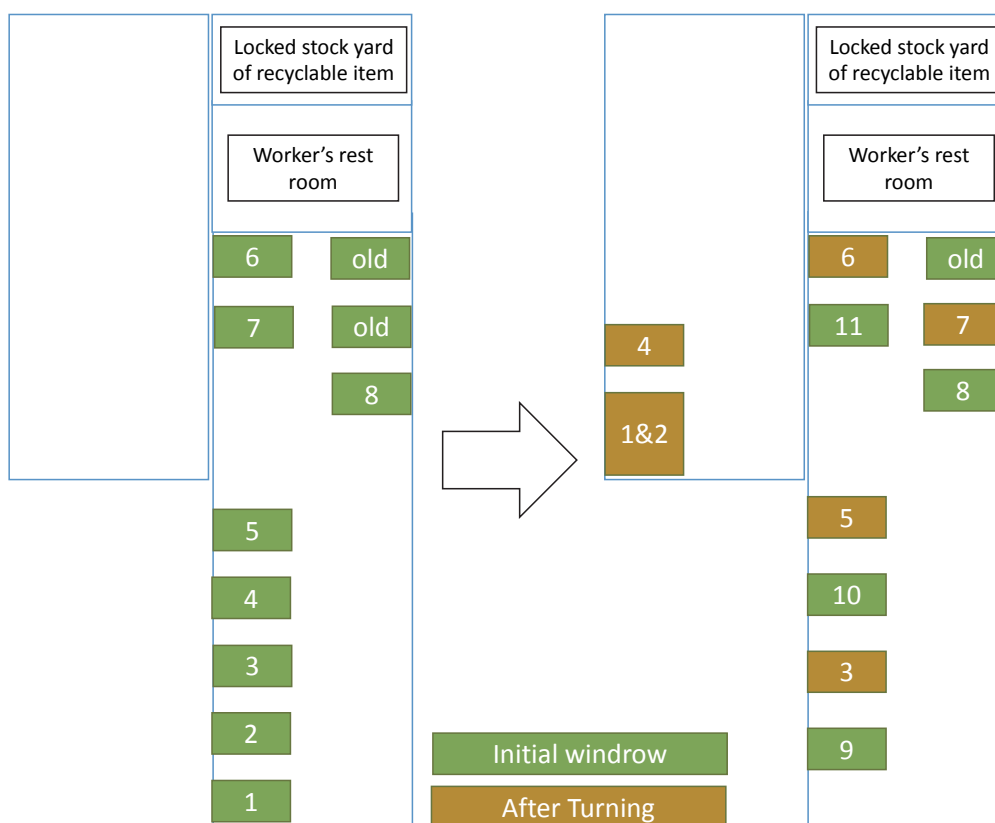 Locked stock yard
of recyclable item
Worker's rest
room
6
old
7
old
8
5
4
3
2
1
Initial windrow
After Turning
Locked stock yard
of recyclable item
Worker's rest
room
6
old
11
7
4
8
1&2
5
10
3
9